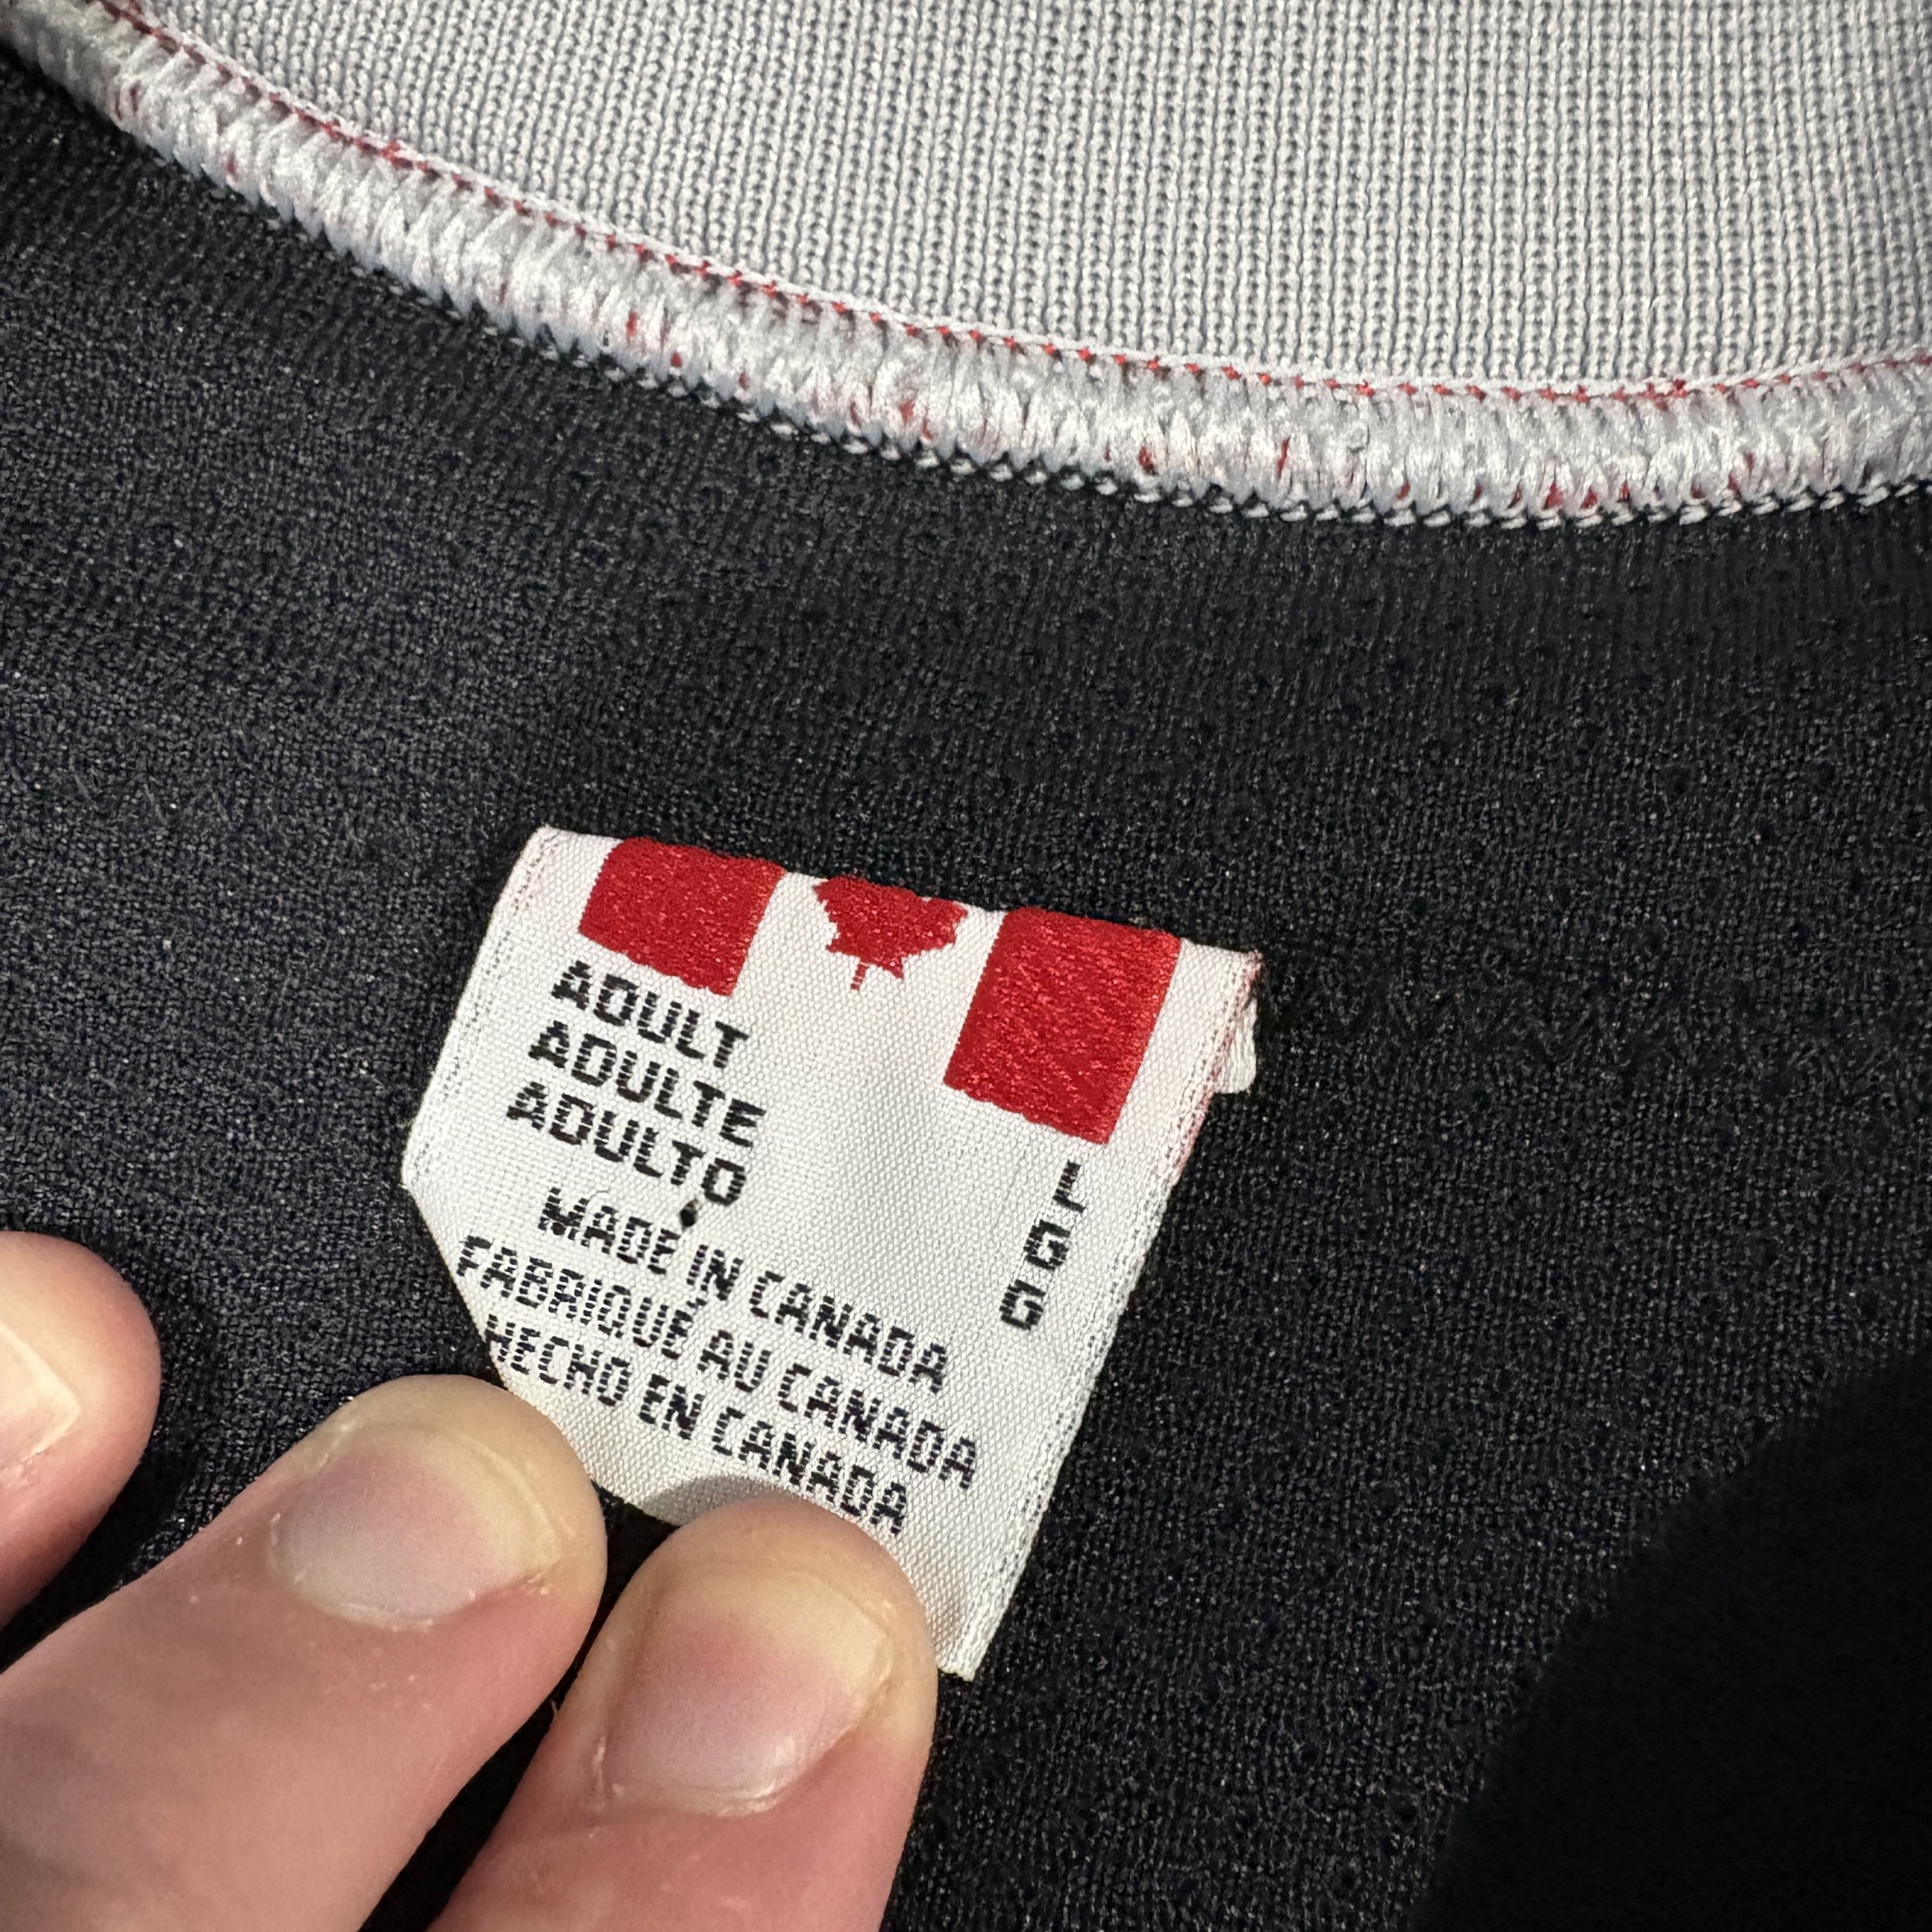 ADULT L
ADULTE G
ADULTO G
MADE IN CANADA
FABRIQUÉ AU CANADA
HECHO EN CANADA